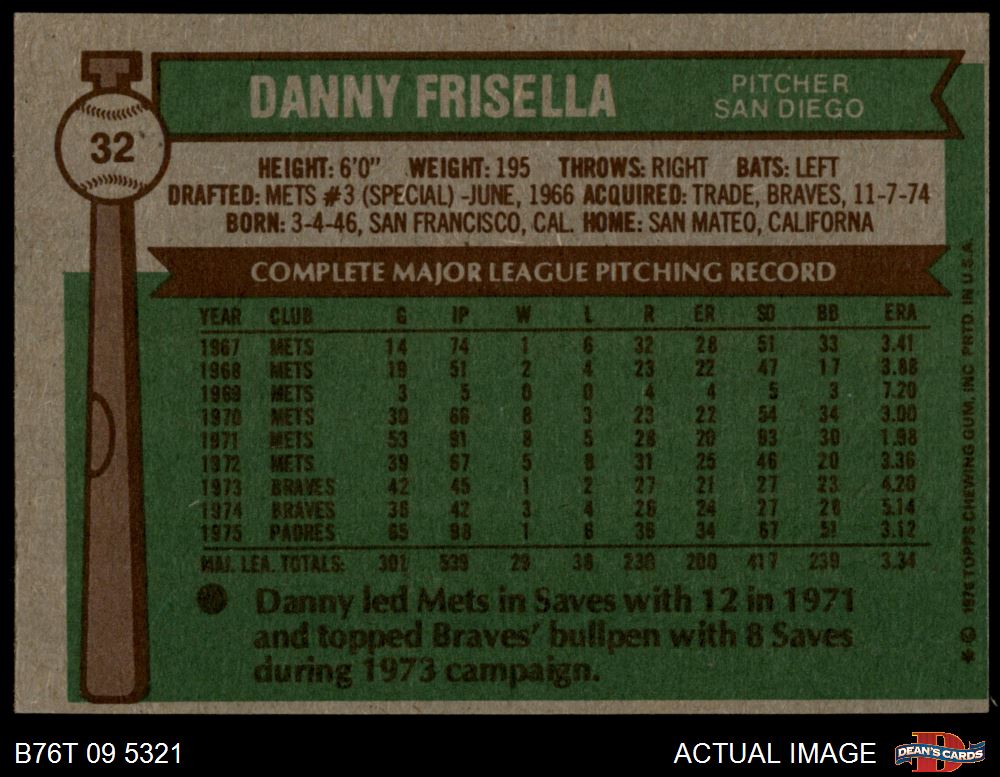 DANNY FRISELLA
PITCHER
SAN DIEGO
32
HEIGHT: 6'0" WEIGHT: 195 THROWS: RIGHT BATS: LEFT
DRAFTED: METS #3 (SPECIAL) -JUNE, 1966 ACQUIRED: TRADE, BRAVES, 11-7-74
BORN: 3-4-46, SAN FRANCISCO, CAL. HOME: SAN MATEO, CALIFORNA
COMPLETE MAJOR LEAGUE PITCHING RECORD
YEAR CLUB G IP W L R ER SO BB ERA
1967 METS 14 74 1 6 32 28 51 33 3.41
1968 METS 19 51 2 4 23 22 47 17 3.88
1969 METS 3 5 0 0 4 4 5 3 7.20
1970 METS 30 66 8 3 23 22 54 34 3.00
1971 METS 53 91 8 5 28 20 93 30 1.98
1972 METS 39 67 5 8 31 25 46 20 3.36
1973 BRAVES 42 45 1 2 27 21 27 23 4.20
1974 BRAVES 36 42 3 4 26 24 27 28 5.14
1975 PADRES 65 98 1 6 36 34 67 51 3.12
MAJ. LEA. TOTALS: 301 539 29 38 230 200 417 239 3.34
Danny led Mets in Saves with 12 in 1971
and topped Braves' bullpen with 8 Saves
during 1973 campaign.
* © 1976 TOPPS CHEWING GUM, INC PRTD. IN U.S.A.
B76T 09 5321
ACTUAL IMAGE
D
DEAN'S CARDS